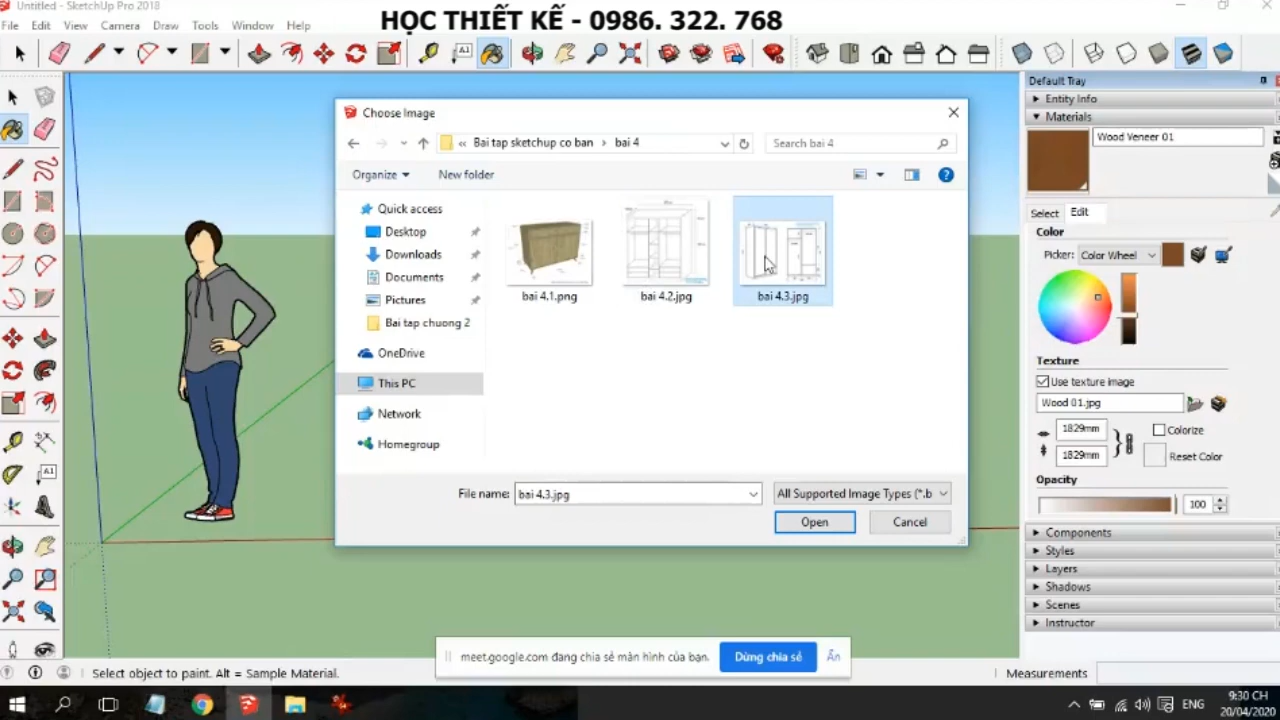 Untitled - SketchUp Pro 2018
HỌC THIẾT KẾ - 0986. 322. 768
File Edit View Camera Draw Tools Window Help
Default Tray
Entity Info
Materials
Wood Veneer 01
Select Edit
Color
Picker: Color Wheel
Texture
Use texture image
Wood 01.jpg
1829mm
Colorize
1829mm
Reset Color
Opacity
100
Components
Styles
Layers
Shadows
Scenes
Instructor
Choose Image
« Bai tap sketchup co ban › bai 4
Search bai 4
Organize
New folder
Quick access
Desktop
Downloads
Documents
Pictures
Bai tap chuong 2
OneDrive
This PC
Network
Homegroup
bai 4.1.png
bai 4.2.jpg
bai 4.3.jpg
File name: bai 4.3.jpg
All Supported Image Types (*.b
Open
Cancel
meet.google.com đang chia sẻ màn hình của bạn.
Dừng chia sẻ
Ẩn
Select object to paint. Alt = Sample Material.
Measurements
ENG
9:30 CH
20/04/2020